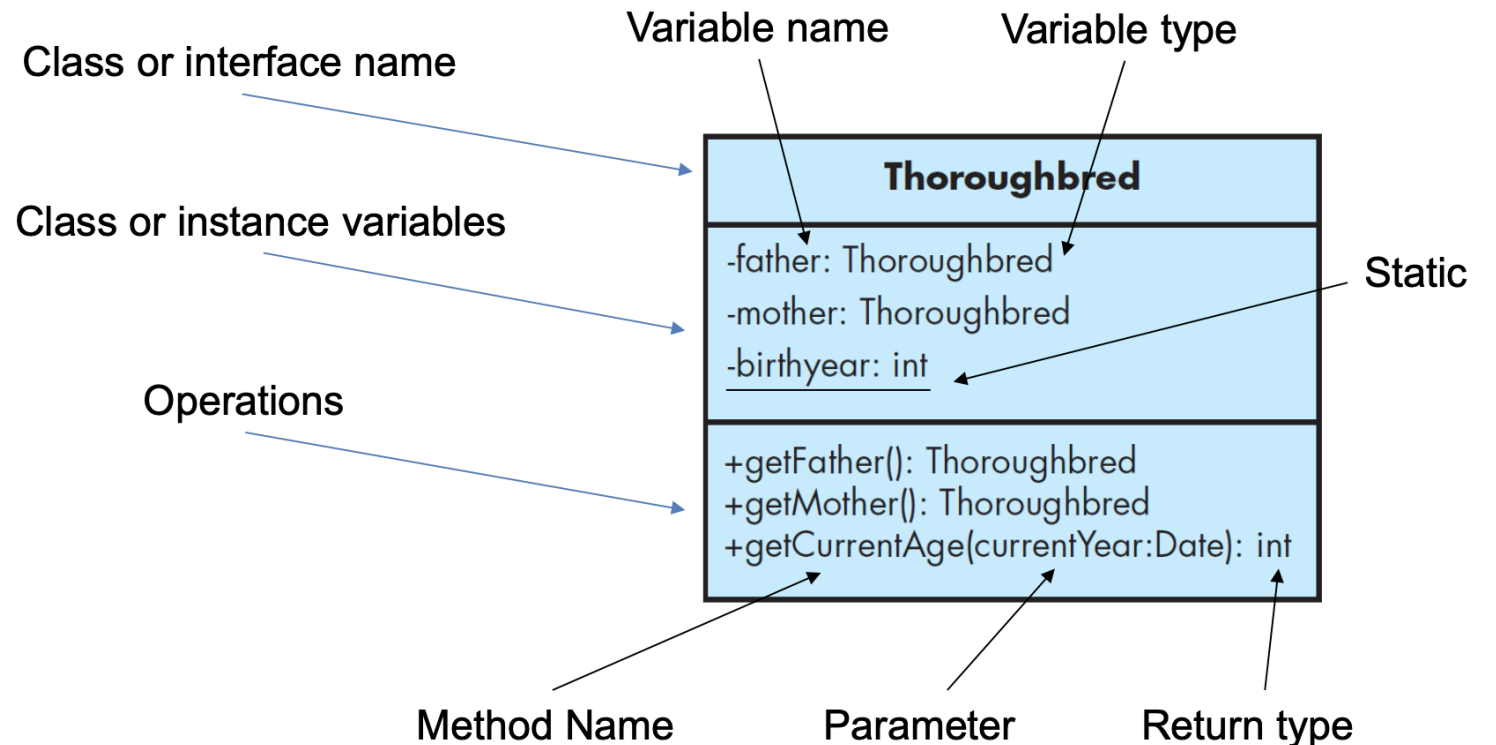 Variable name
Variable type
Class or interface name
Thoroughbred
Class or instance variables
-father: Thoroughbred
Static
-mother: Thoroughbred
-birthyear: int
Operations
+getFather(): Thoroughbred
+getMother(): Thoroughbred
+getCurrentAge(currentYear:Date): int
Method Name
Parameter
Return type